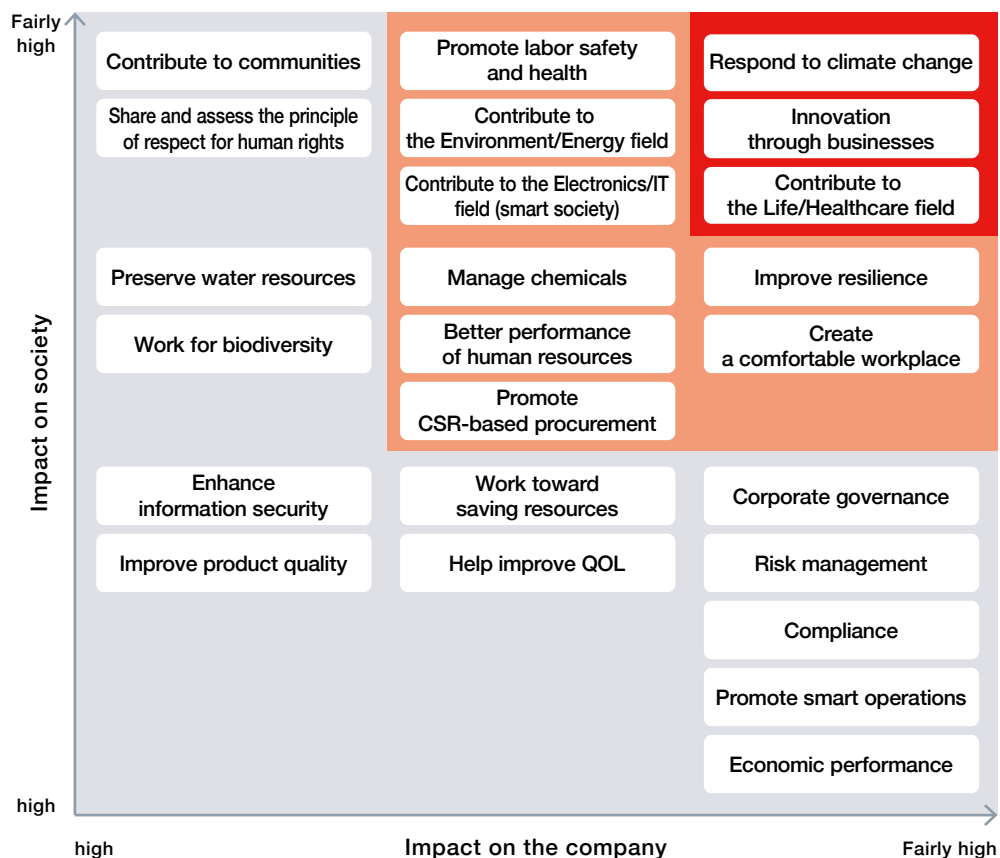 Fairly
high
Contribute to communities
Promote labor safety
and health
Respond to climate change
Share and assess the principle
of respect for human rights
Contribute to
the Environment/Energy field
Innovation
through businesses
Contribute to the Electronics/IT
field (smart society)
Contribute to
the Life/Healthcare field
Preserve water resources
Manage chemicals
Improve resilience
Work for biodiversity
Better performance
of human resources
Create
a comfortable workplace
Promote
CSR-based procurement
Impact on society
Enhance
information security
Work toward
saving resources
Corporate governance
Improve product quality
Help improve QOL
Risk management
Compliance
Promote smart operations
Economic performance
high
high
Impact on the company
Fairly high